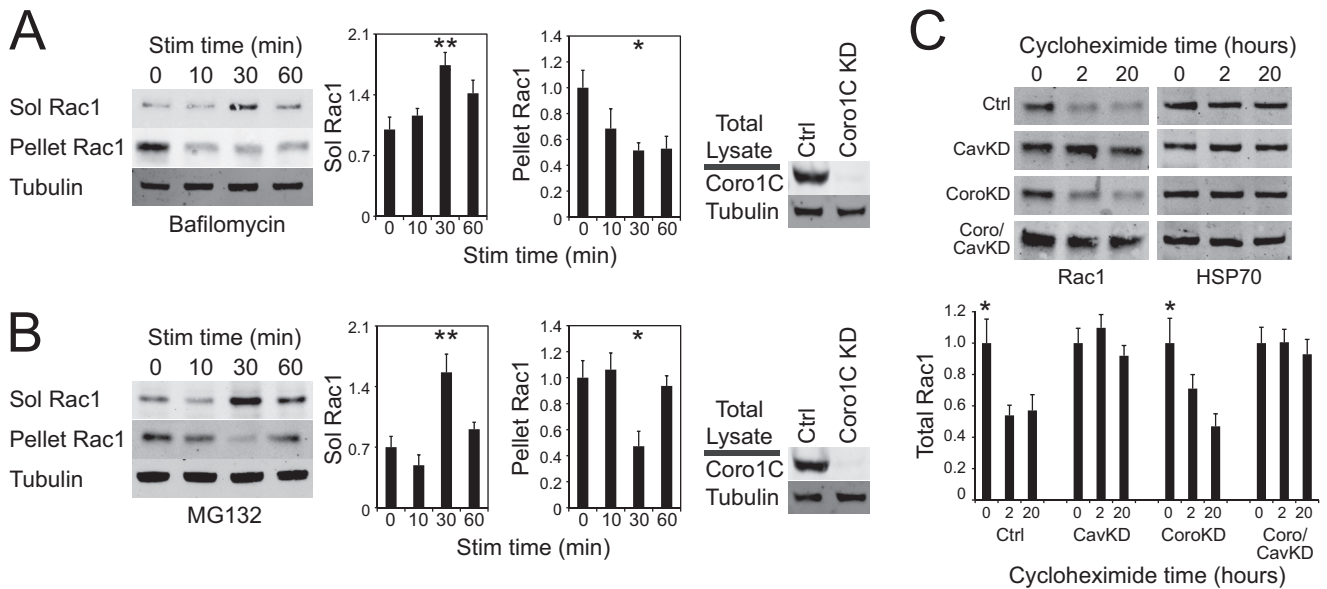 A
Stim time (min)
0 10 30 60
Sol Rac1
Pellet Rac1
Tubulin
Bafilomycin
Sol Rac1
2.1
1.4
0.7
0
**
0 10 30 60
Pellet Rac1
1.4
1.2
1.0
0.8
0.6
0.4
0.2
0
*
0 10 30 60
Stim time (min)
Total
Lysate
Ctrl
Coro1C KD
Coro1C
Tubulin
B
Stim time (min)
0 10 30 60
Sol Rac1
Pellet Rac1
Tubulin
MG132
Sol Rac1
2.1
1.4
0.7
0
**
0 10 30 60
Pellet Rac1
1.4
1.2
1.0
0.8
0.6
0.4
0.2
0
*
0 10 30 60
Stim time (min)
Total
Lysate
Ctrl
Coro1C KD
Coro1C
Tubulin
C
Cycloheximide time (hours)
0 2 20 0 2 20
Ctrl
CavKD
CoroKD
Coro/
CavKD
Rac1 HSP70
Total Rac1
1.2
1.0
0.8
0.6
0.4
0.2
0
* *
0 2 20 0 2 20 0 2 20 0 2 20
Ctrl CavKD CoroKD Coro/
CavKD
Cycloheximide time (hours)